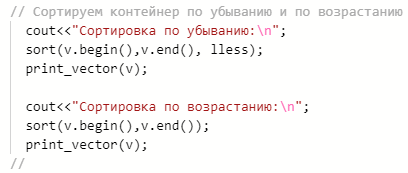 // Сортируем контейнер по убыванию и по возрастанию
cout<<"Сортировка по убыванию:\n";
sort(v.begin(),v.end(), lless);
print_vector(v);
cout<<"Сортировка по возрастанию:\n";
sort(v.begin(),v.end());
print_vector(v);
//